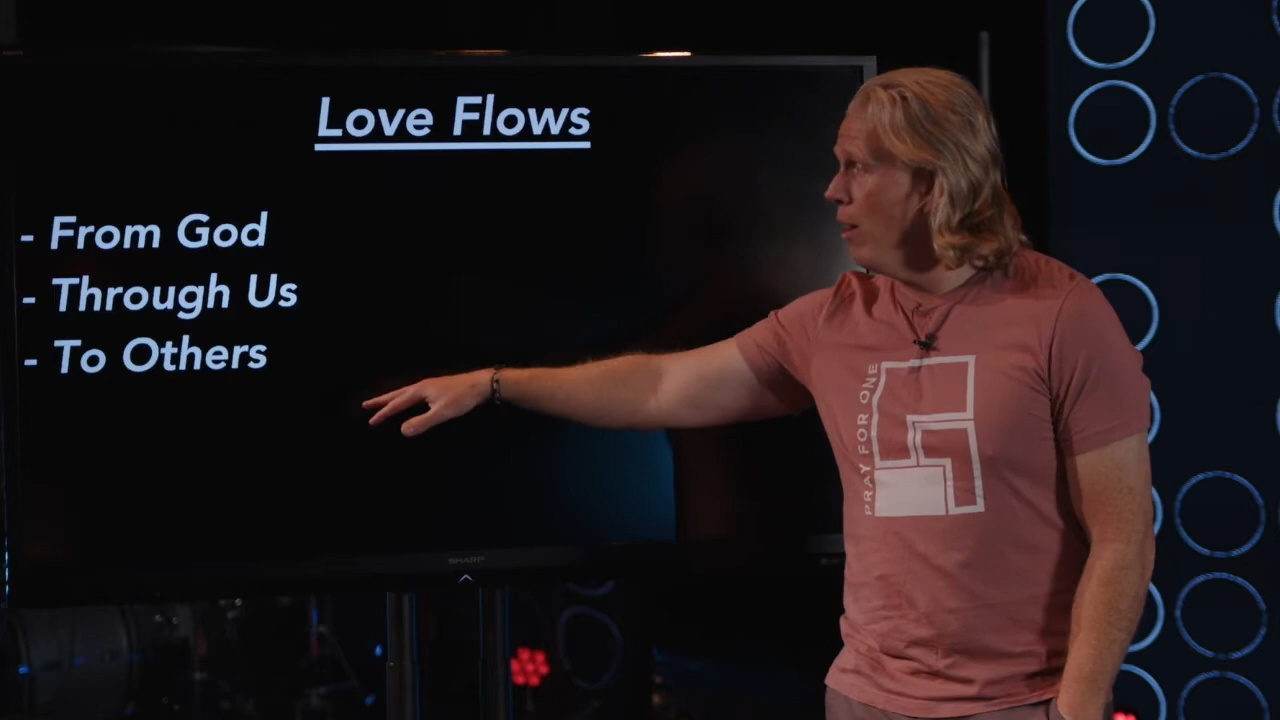 Love Flows
- From God
- Through Us
- To Others
PRAY FOR ONE
SHARP